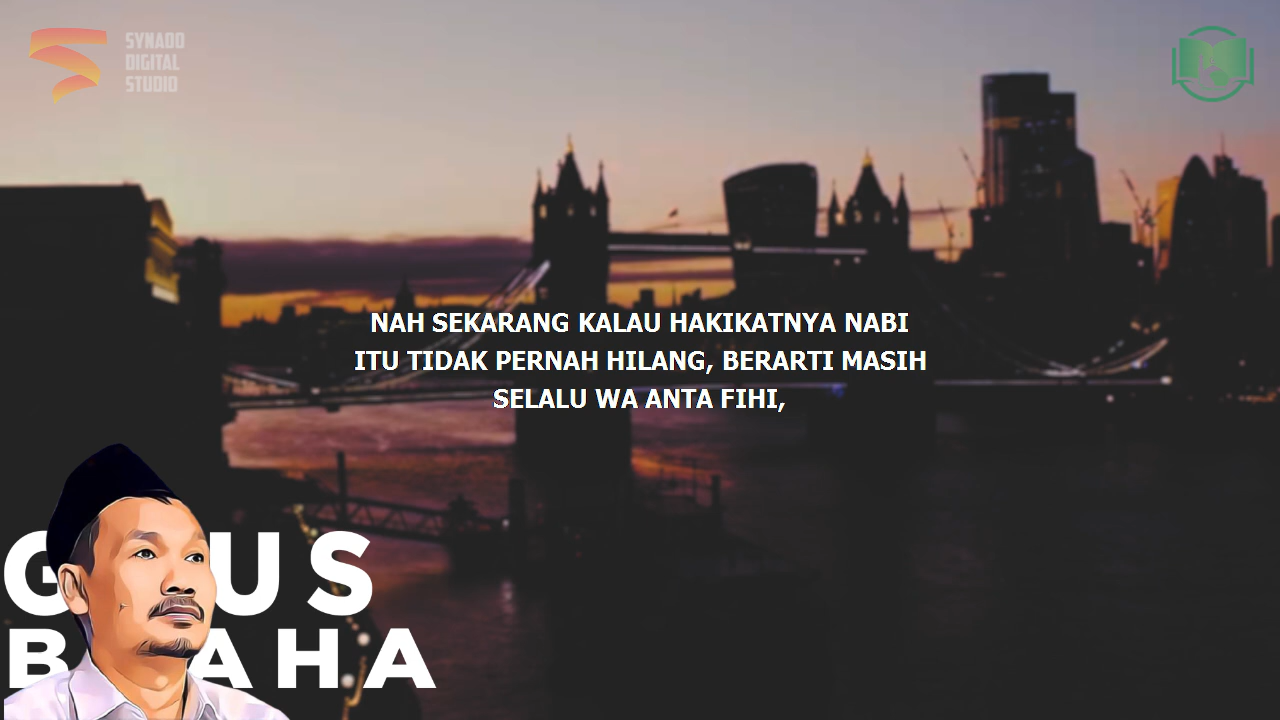 SYNADO
DIGITAL
STUDIO
NAH SEKARANG KALAU HAKIKATNYA NABI
ITU TIDAK PERNAH HILANG, BERARTI MASIH
SELALU WA ANTA FIHI,
GUS
BAHA